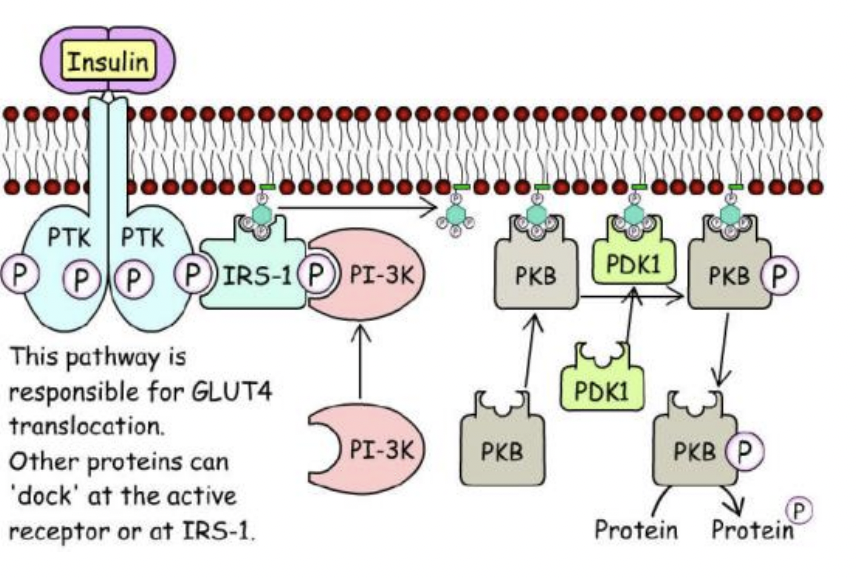 Insulin
PTK PTK
P P P P IRS-1 P PI-3K
PKB PDK1 PKB P
P P P
P P P
P P P P
P P P
P P P
P P P
This pathway is
responsible for GLUT4
translocation.
Other proteins can
'dock' at the active
receptor or at IRS-1.
PI-3K
PKB
PDK1
PKB P
Protein Protein P